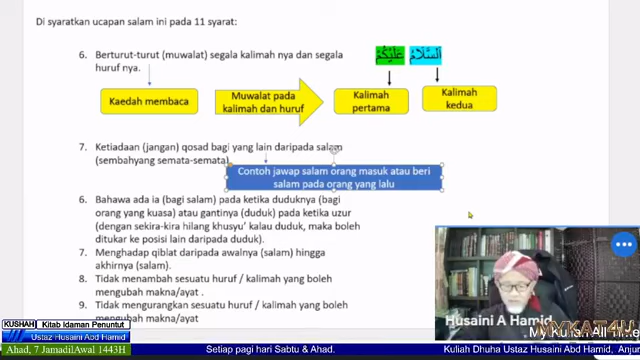 Di syaratkan ucapan salam ini pada 11 syarat:
6. Berturut-turut (muwalat) segala kalimah nya dan segala
huruf nya.
عَلَيْكُمْ
اَلسَّلَامُ
Kaedah membaca
Muwalat pada
kalimah dan huruf
Kalimah
pertama
Kalimah
kedua
7. Ketiadaan (jangan) qosad bagi yang lain daripada salam
(sembahyang semata-semata)
Contoh jawap salam orang masuk atau beri
salam pada orang yang lalu
6. Bahawa ada ia (bagi salam) pada ketika duduknya (bagi
orang yang kuasa) atau gantinya (duduk) pada ketika uzur
(dengan sekira-kira hilang khusyu' kalau duduk, maka boleh
ditukar ke posisi lain daripada duduk).
7. Menghadap qiblat daripada awalnya (salam) hingga
akhirnya (salam).
8. Tidak menambah sesuatu huruf / kalimah yang boleh
mengubah makna/ayat .
9. Tidak mengurangkan sesuatu huruf / kalimah yang boleh
mengubah makna/ayat
Husaini A Hamid
MYKAT4U
My Kuliah All Time
KUSHAH Kitab Idaman Penuntut
Ustaz Husaini Abd Hamid
Ahad, 7 JamadilAwal 1443H
Setiap pagi hari Sabtu & Ahad.
Kuliah Dhuha Ustaz Husaini Abd Hamid, Anjur